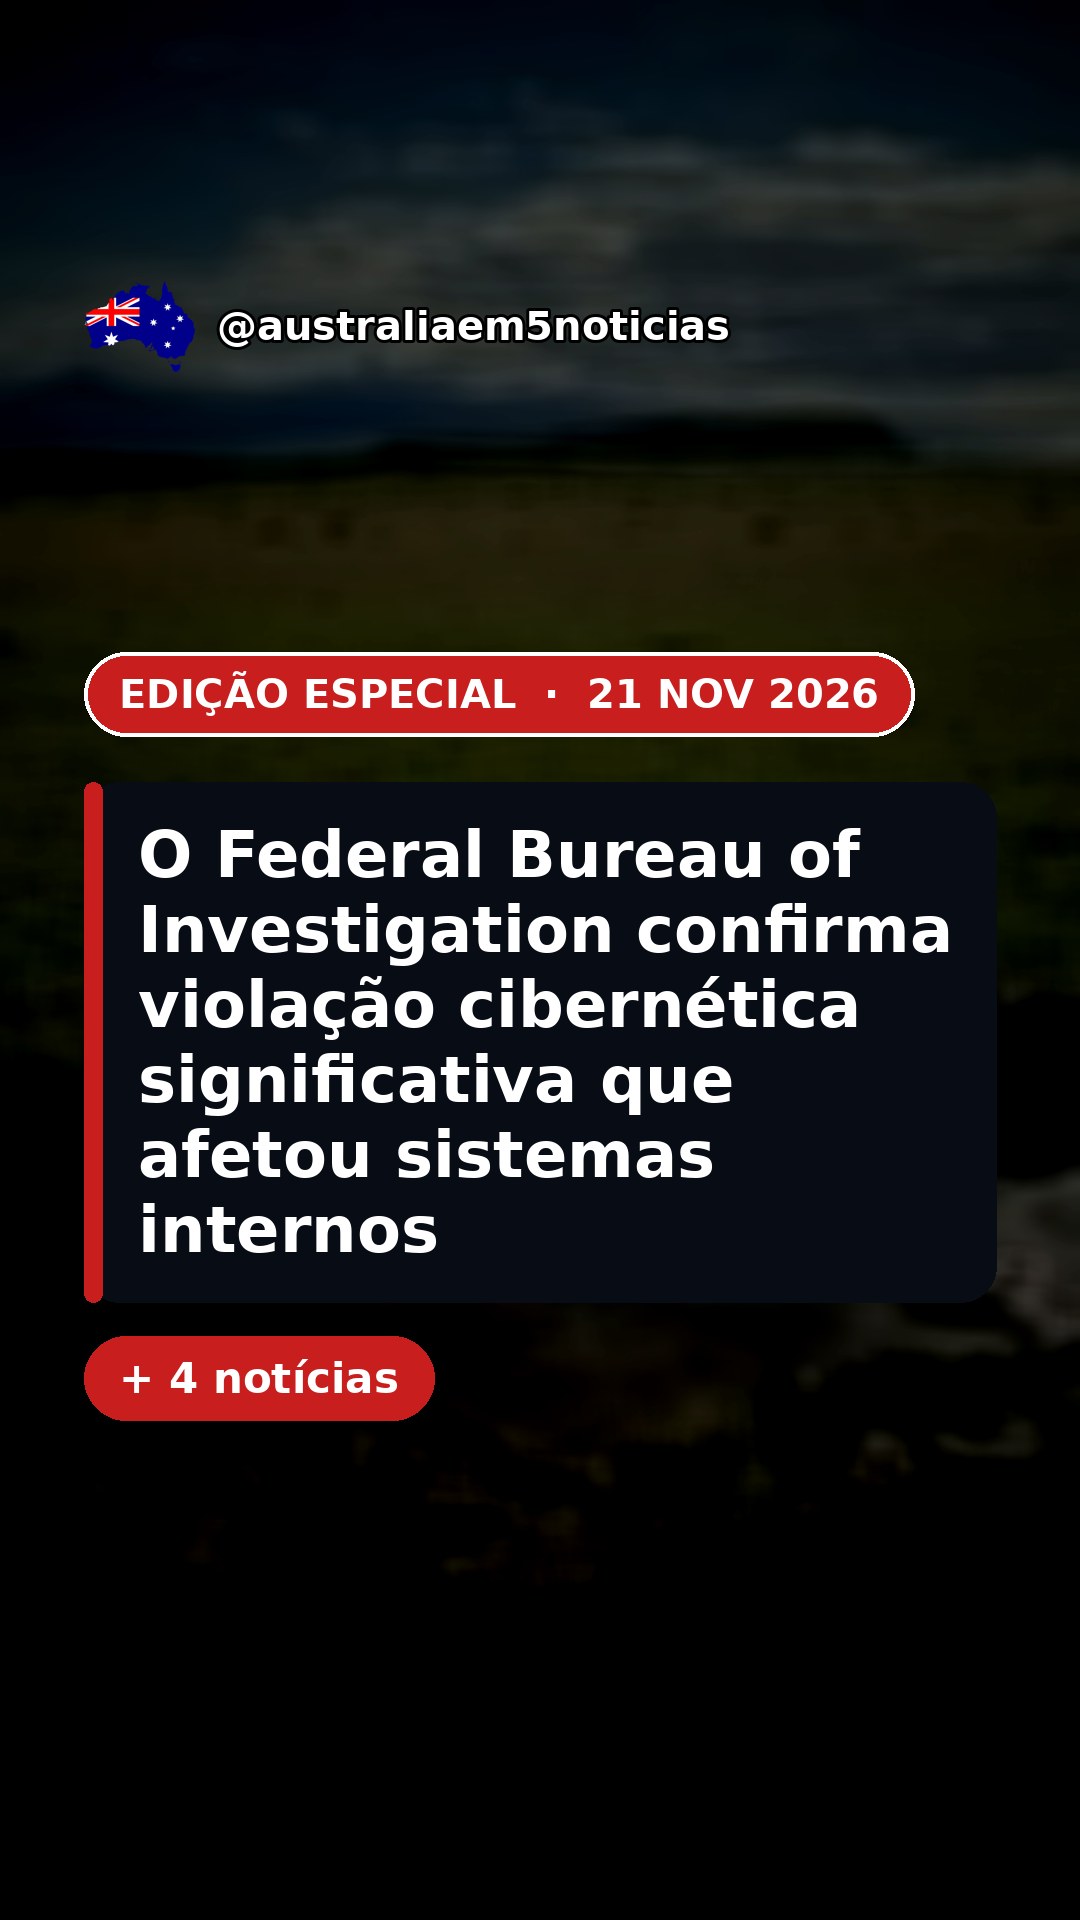 @australiaem5noticias
EDIÇÃO ESPECIAL · 21 NOV 2026
O Federal Bureau of
Investigation confirma
violação cibernética
significativa que
afetou sistemas
internos
+ 4 notícias